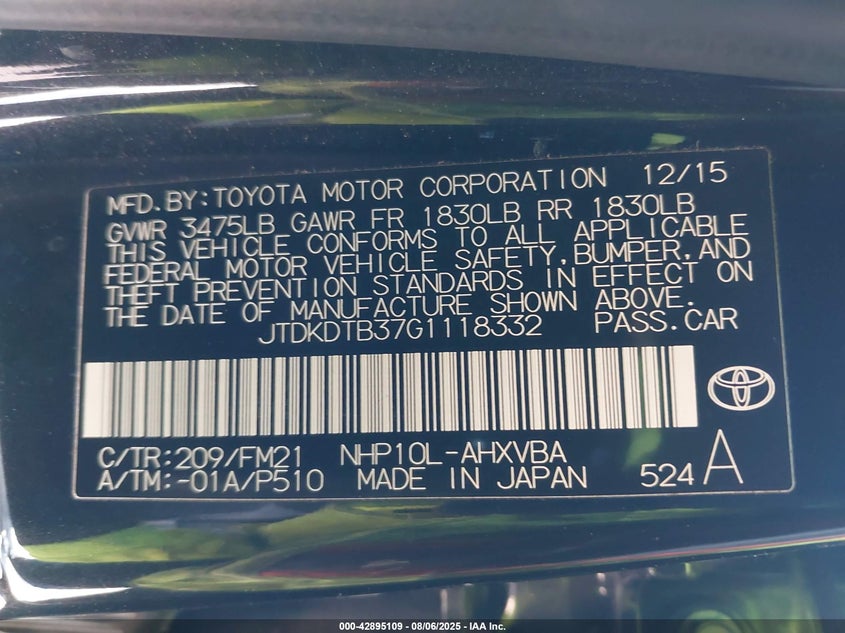 MFD. BY: TOYOTA MOTOR CORPORATION 12/15
GVWR 3475LB GAWR FR 1830LB RR 1830LB
THIS VEHICLE CONFORMS TO ALL APPLICABLE
FEDERAL MOTOR VEHICLE SAFETY, BUMPER, AND
THEFT PREVENTION STANDARDS IN EFFECT ON
THE DATE OF MANUFACTURE SHOWN ABOVE.
JTDKDTB37G1118332 PASS. CAR
C/TR: 209/FM21 NHP10L-AHXVBA
A/TM: -01A/P510 MADE IN JAPAN 524 A
000-42895109 - 08/06/2025 - IAA Inc.